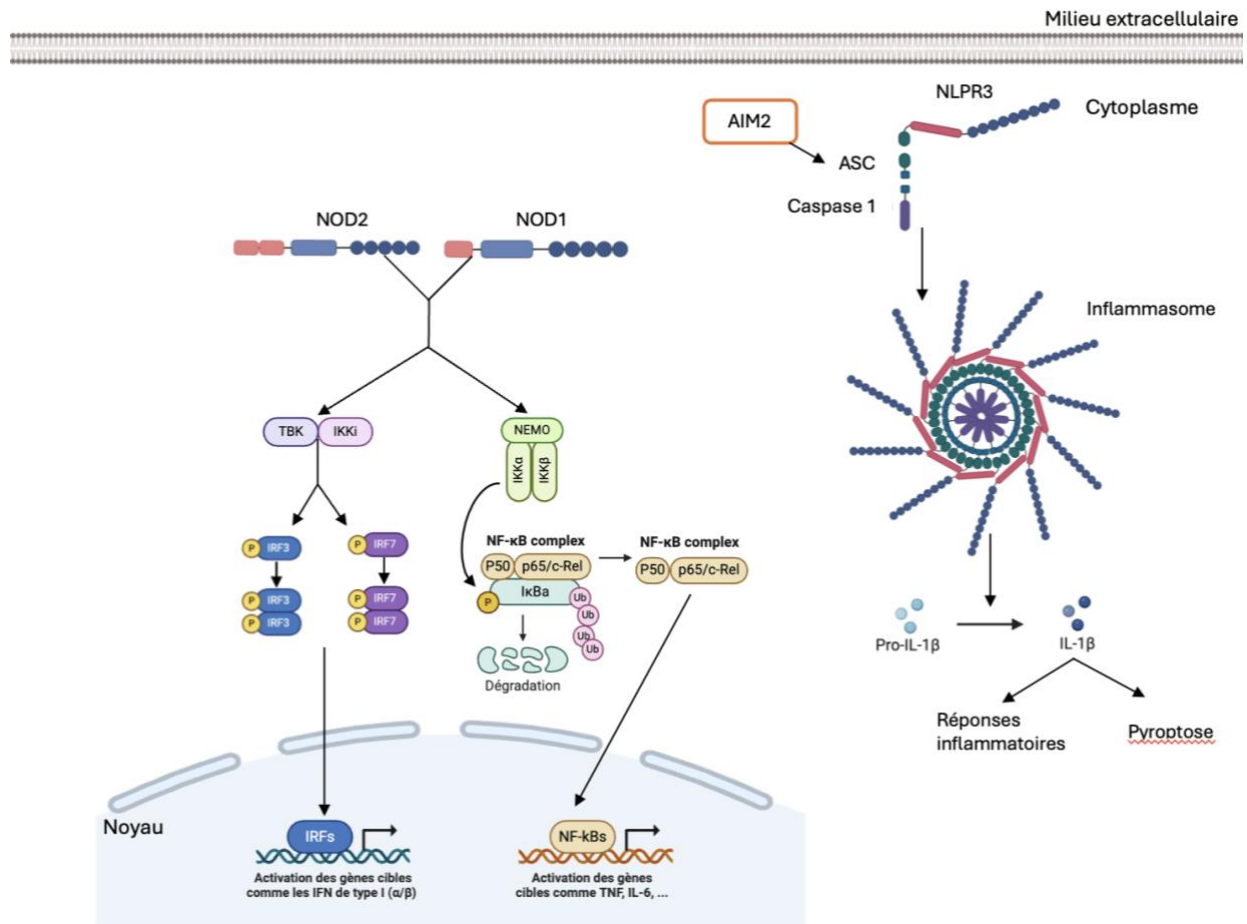 Milieu extracellulaire
NLPR3
Cytoplasme
AIM2
ASC
Caspase 1
NOD2
NOD1
Inflammasome
TBK
IKKi
NEMO
IKKα
IKKβ
P
IRF3
P
IRF7
NF-κB complex
NF-κB complex
P50
p65/c-Rel
P50
p65/c-Rel
P
IκBa
Ub
Ub
Ub
Ub
P
IRF3
P
IRF3
P
IRF7
P
IRF7
Dégradation
Pro-IL-1β
IL-1β
Réponses
inflammatoires
Pyroptose
Noyau
IRFs
NF-kBs
Activation des gènes cibles
comme les IFN de type I (α/β)
Activation des gènes
cibles comme TNF, IL-6, ...